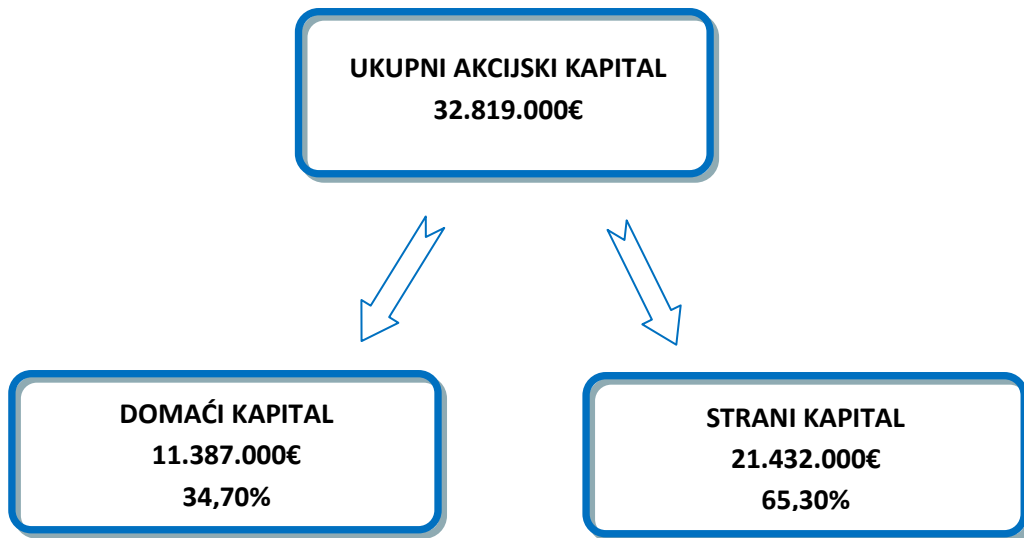 UKUPNI AKCIJSKI KAPITAL
32.819.000€
DOMAĆI KAPITAL
11.387.000€
34,70%
STRANI KAPITAL
21.432.000€
65,30%